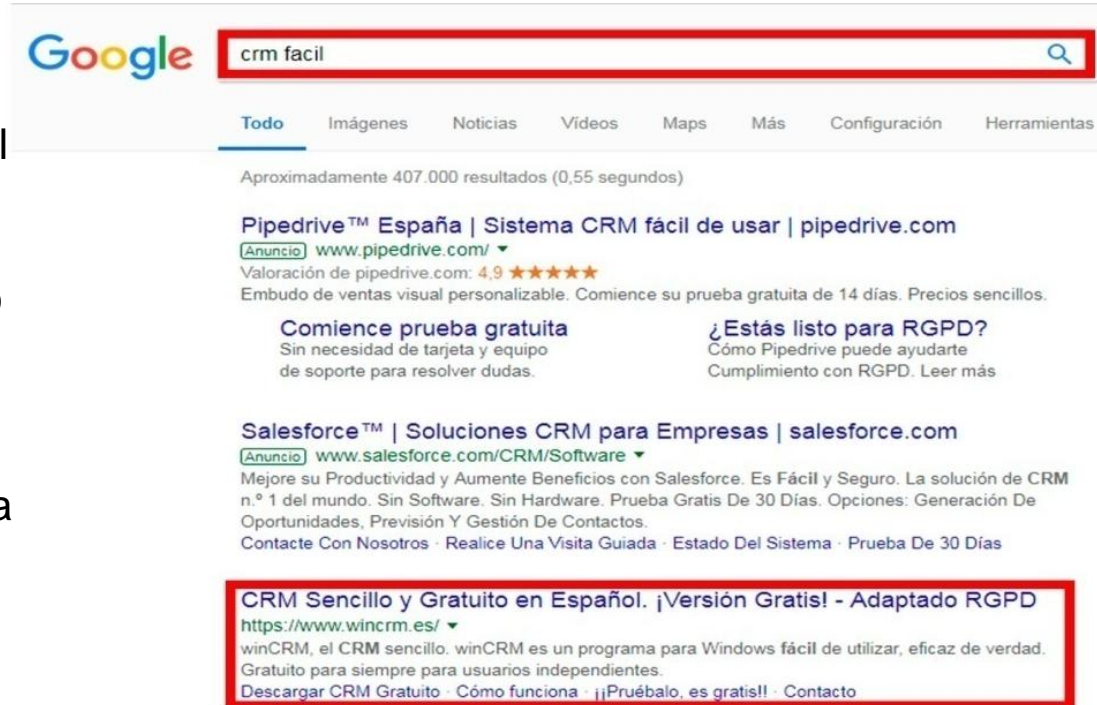 Google
crm facil
Todo Imágenes Noticias Vídeos Maps Más Configuración Herramientas
Aproximadamente 407.000 resultados (0,55 segundos)
Pipedrive™ España | Sistema CRM fácil de usar | pipedrive.com
Anuncio www.pipedrive.com/
Valoración de pipedrive.com: 4,9 ★★★★★
Embudo de ventas visual personalizable. Comience su prueba gratuita de 14 días. Precios sencillos.
Comience prueba gratuita
Sin necesidad de tarjeta y equipo
de soporte para resolver dudas.
¿Estás listo para RGPD?
Cómo Pipedrive puede ayudarte
Cumplimiento con RGPD. Leer más
Salesforce™ | Soluciones CRM para Empresas | salesforce.com
Anuncio www.salesforce.com/CRM/Software
Mejore su Productividad y Aumente Beneficios con Salesforce. Es Fácil y Seguro. La solución de CRM
n.º 1 del mundo. Sin Software. Sin Hardware. Prueba Gratis De 30 Días. Opciones: Generación De
Oportunidades, Previsión Y Gestión De Contactos.
Contacte Con Nosotros · Realice Una Visita Guiada · Estado Del Sistema · Prueba De 30 Días
CRM Sencillo y Gratuito en Español. ¡Versión Gratis! - Adaptado RGPD
https://www.wincrm.es/
winCRM, el CRM sencillo. winCRM es un programa para Windows fácil de utilizar, eficaz de verdad.
Gratuito para siempre para usuarios independientes.
Descargar CRM Gratuito · Cómo funciona · ¡¡Pruébalo, es gratis!! · Contacto